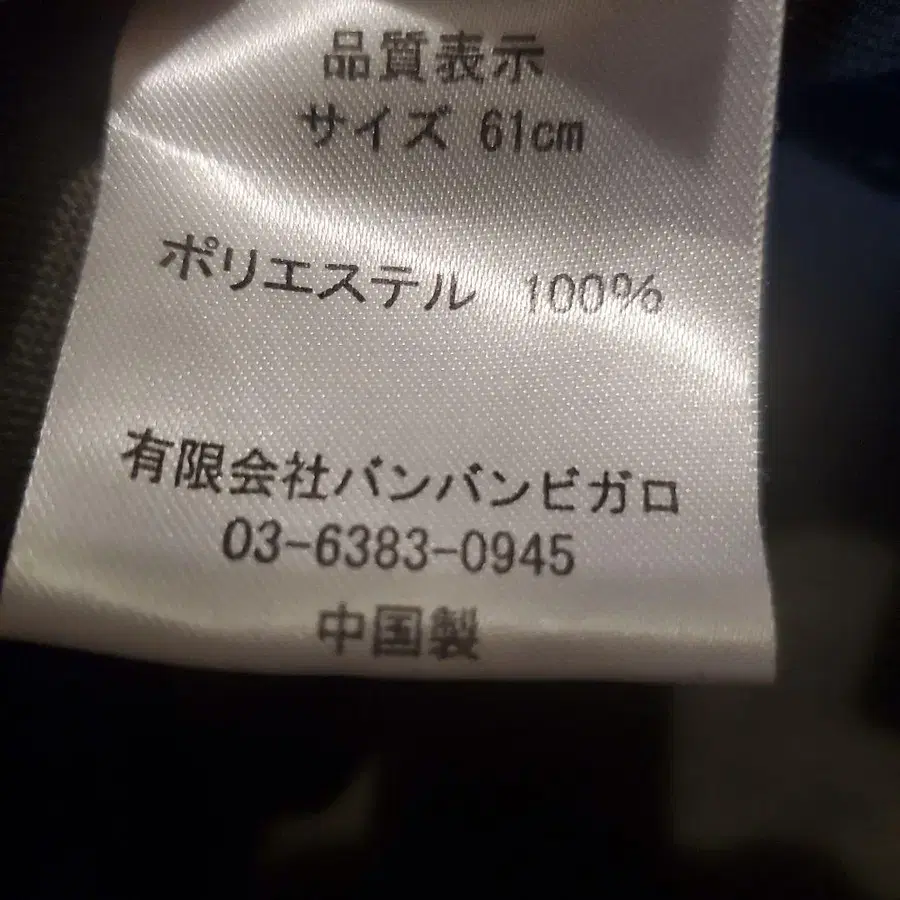 品質表示
サイズ 61cm
ポリエステル 100%
有限会社バンバンビガロ
03-6383-0945
中国製